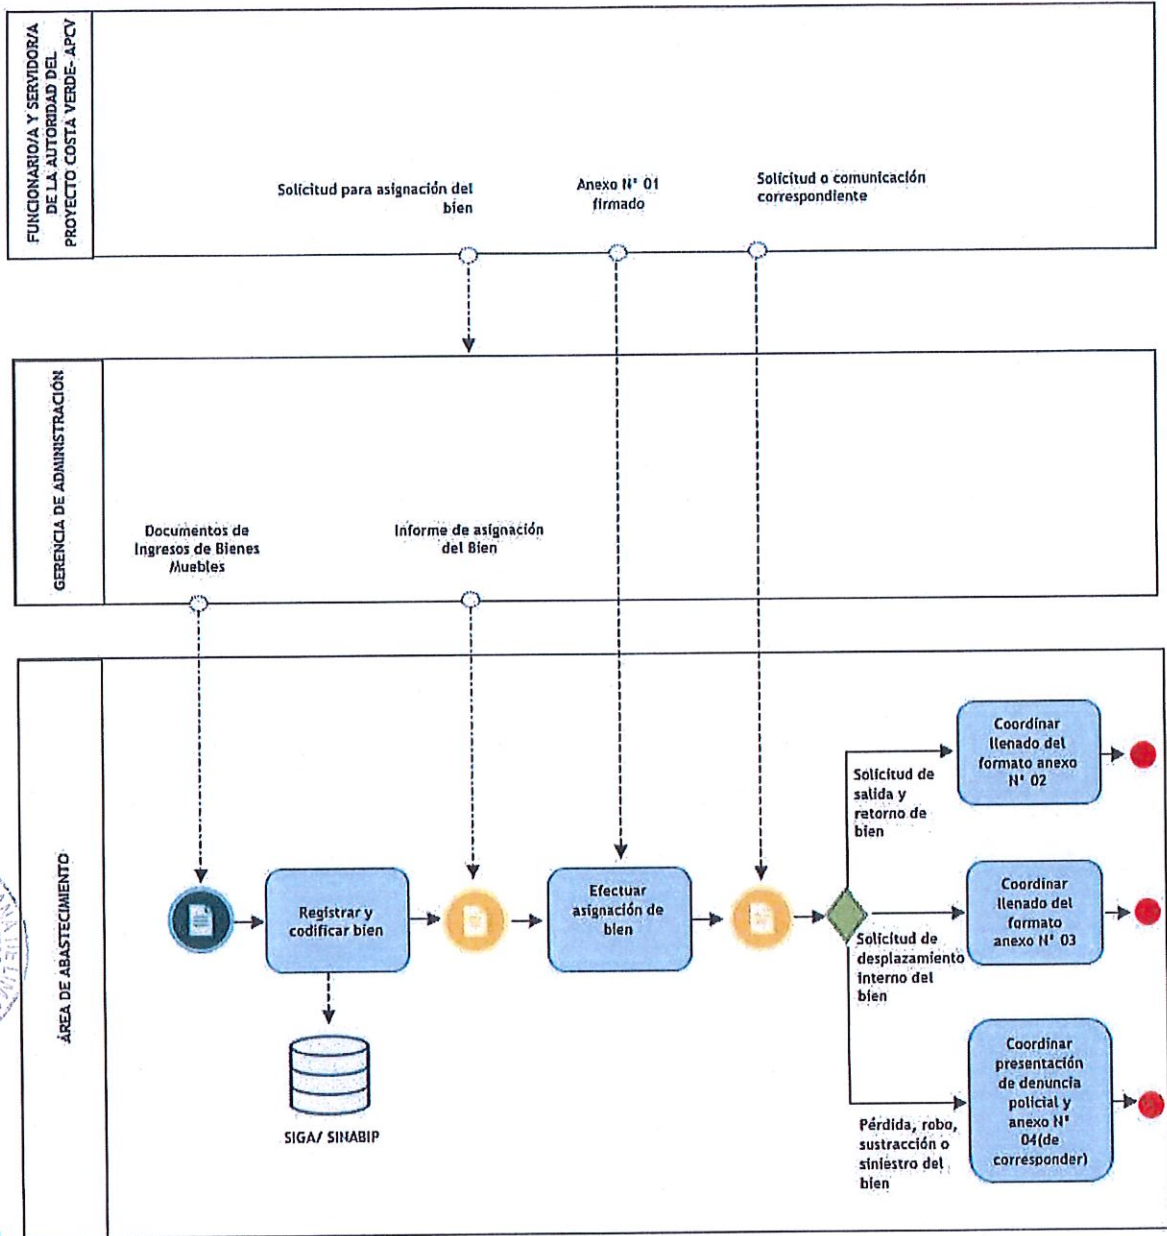 FUNCIONARIO/A Y SERVIDOR/A
DE LA AUTORIDAD DEL
PROYECTO COSTA VERDE- APCV
Solicitud para asignación del
bien
Anexo N° 01
firmado
Solicitud o comunicación
correspondiente
GERENCIA DE ADMINISTRACIÓN
Documentos de
Ingresos de Bienes
Muebles
Informe de asignación
del Bien
ÁREA DE ABASTECIMIENTO
Registrar y
codificar bien
SIGA/ SINABIP
Efectuar
asignación de
bien
Solicitud de
salida y
retorno de
bien
Coordinar
llenado del
formato anexo
N° 02
Solicitud de
desplazamiento
interno del
bien
Coordinar
llenado del
formato
anexo N° 03
Pérdida, robo,
sustracción o
siniestro del
bien
Coordinar
presentación
de denuncia
policial y
anexo N°
04(de
corresponder)